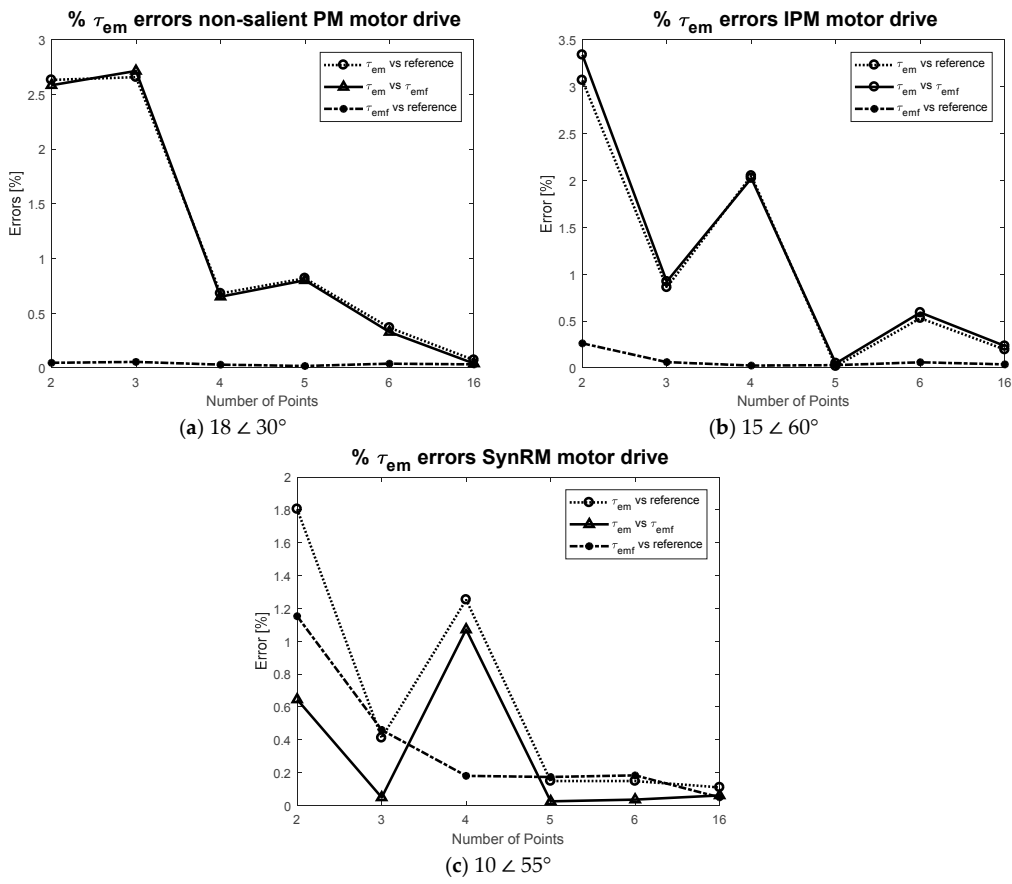 % τem errors non-salient PM motor drive
3
2.5
2
1.5
1
0.5
0
Errors [%]
τem vs reference
τem vs τemf
τemf vs reference
2 3 4 5 6 16
Number of Points
(a) 18 ∠ 30°
% τem errors IPM motor drive
3.5
3
2.5
2
1.5
1
0.5
0
Error [%]
τem vs reference
τem vs τemf
τemf vs reference
2 3 4 5 6 16
Number of Points
(b) 15 ∠ 60°
% τem errors SynRM motor drive
2
1.8
1.6
1.4
1.2
1
0.8
0.6
0.4
0.2
0
Error [%]
τem vs reference
τem vs τemf
τemf vs reference
2 3 4 5 6 16
Number of Points
(c) 10 ∠ 55°